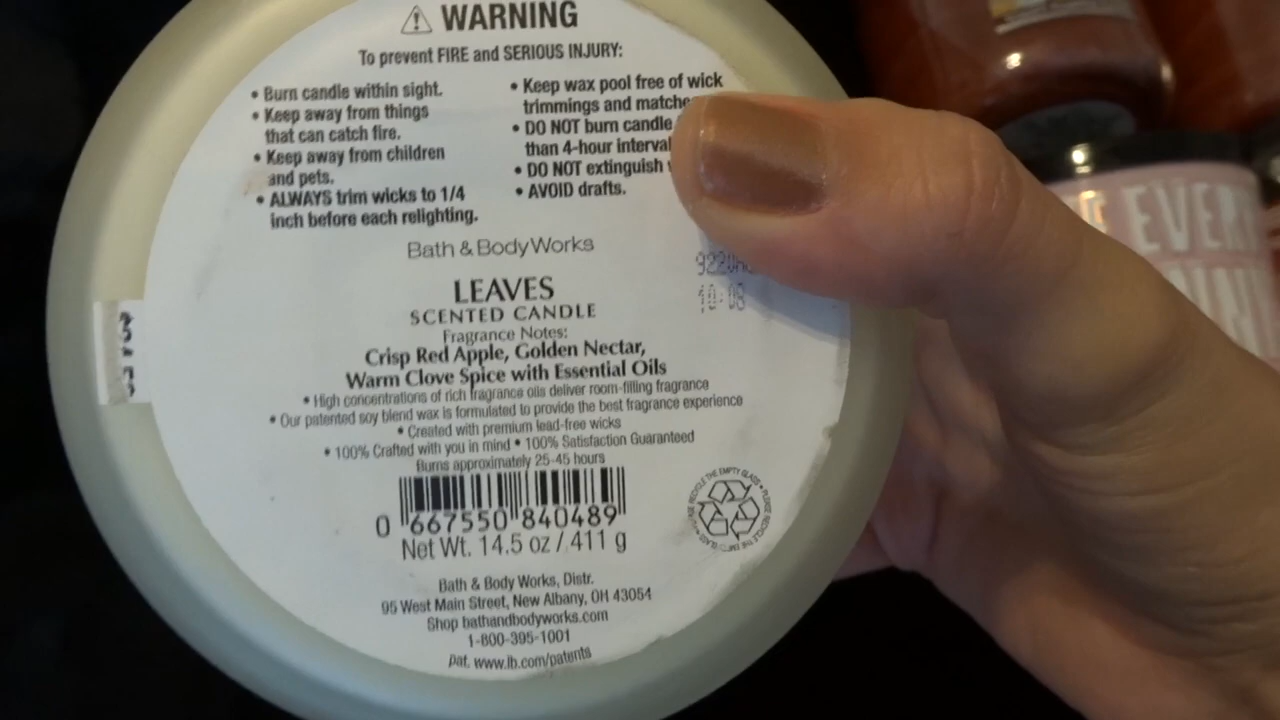 WARNING
To prevent FIRE and SERIOUS INJURY:
• Burn candle within sight.
• Keep away from things
that can catch fire.
• Keep away from children
and pets.
• ALWAYS trim wicks to 1/4
inch before each relighting.
• Keep wax pool free of wick
trimmings and matche
• DO NOT burn candle
than 4-hour interval
• DO NOT extinguish
• AVOID drafts.
Bath & Body Works
LEAVES
SCENTED CANDLE
Fragrance Notes:
Crisp Red Apple, Golden Nectar,
Warm Clove Spice with Essential Oils
• High concentrations of rich fragrance oils deliver room-filling fragrance
• Our patented soy blend wax is formulated to provide the best fragrance experience
• Created with premium lead-free wicks
• 100% Crafted with you in mind • 100% Satisfaction Guaranteed
Burns approximately 25-45 hours
0 667550 840489
Net Wt. 14.5 oz / 411 g
Bath & Body Works, Distr.
95 West Main Street, New Albany, OH 43054
Shop bathandbodyworks.com
1-800-395-1001
Pat. www.lb.com/patents
PLEASE RECYCLE THE EMPTY GLASS •
EVER